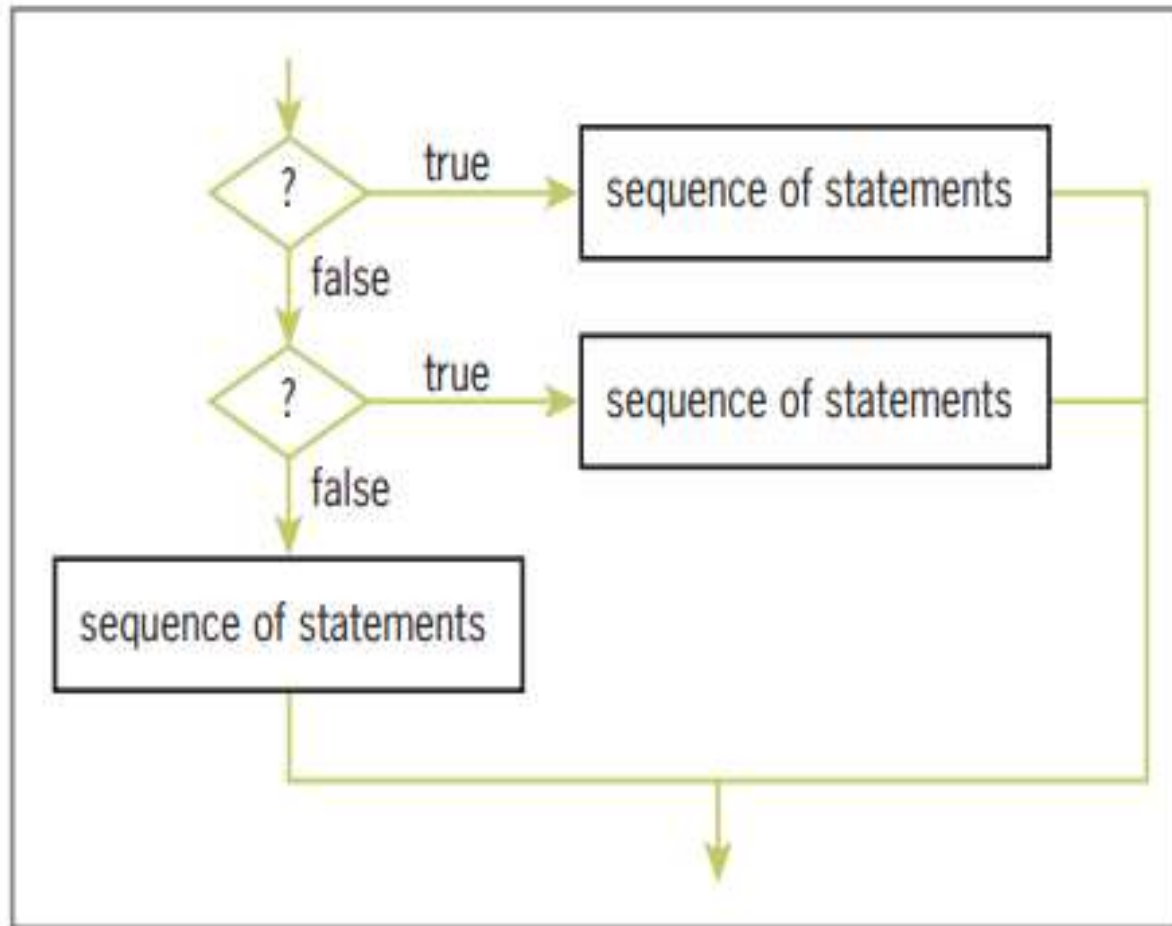 ?
true
sequence of statements
false
?
true
sequence of statements
false
sequence of statements